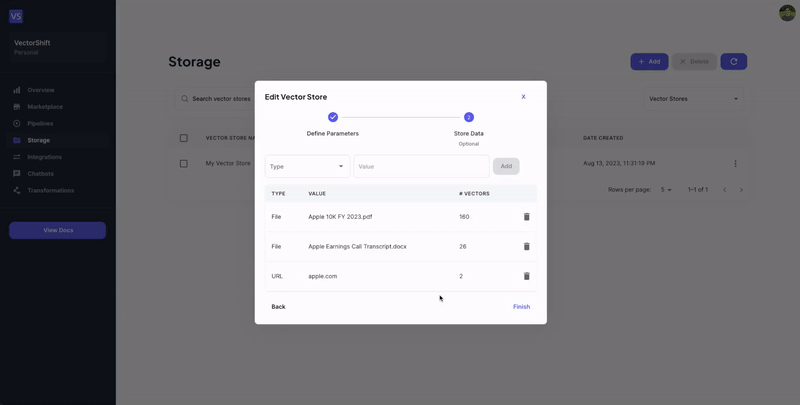 VS
VectorShift
Personal
Overview
Marketplace
Pipelines
Storage
Integrations
Chatbots
Transformations
View Docs
Storage
+ Add
× Delete
Search vector stores
Vector Stores
VECTOR STORE NA
DATE CREATED
My Vector Store
Aug 13, 2023, 11:31:19 PM
Rows per page: 5 1–1 of 1
Edit Vector Store
X
2
Define Parameters
Store Data
Optional
Type
Value
Add
TYPE VALUE # VECTORS
File Apple 10K FY 2023.pdf 160
File Apple Earnings Call Transcript.docx 26
URL apple.com 2
Back
Finish